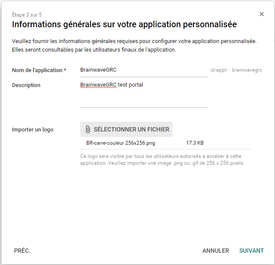 Étape 3 sur 5
Informations générales sur votre application personnalisée
Veuillez fournir les informations générales requises pour configurer votre application personnalisée.
Elles seront consultables par les utilisateurs finaux de l'application.
Nom de l'application * BrainwaveGRC id-appli : brainwavegrc
Description BrainwaveGRC test portal
Importer un logo SÉLECTIONNER UN FICHIER
BR-carre-couleur 256x256.png 17.3 KB
Ce logo sera visible par tous les utilisateurs autorisés à accéder à cette
application. Veuillez importer une image .png ou .gif de 256 x 256 pixels.
PRÉC. ANNULER SUIVANT